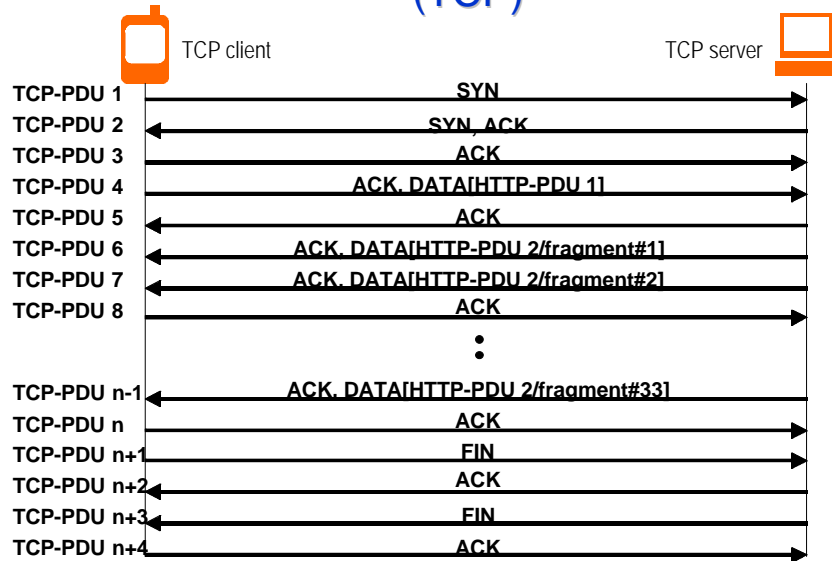 (TCP)
TCP client TCP server
TCP-PDU 1 SYN
TCP-PDU 2 SYN, ACK
TCP-PDU 3 ACK
TCP-PDU 4 ACK, DATA[HTTP-PDU 1]
TCP-PDU 5 ACK
TCP-PDU 6 ACK, DATA[HTTP-PDU 2/fragment#1]
TCP-PDU 7 ACK, DATA[HTTP-PDU 2/fragment#2]
TCP-PDU 8 ACK
TCP-PDU n-1 ACK, DATA[HTTP-PDU 2/fragment#33]
TCP-PDU n ACK
TCP-PDU n+1 FIN
TCP-PDU n+2 ACK
TCP-PDU n+3 FIN
TCP-PDU n+4 ACK